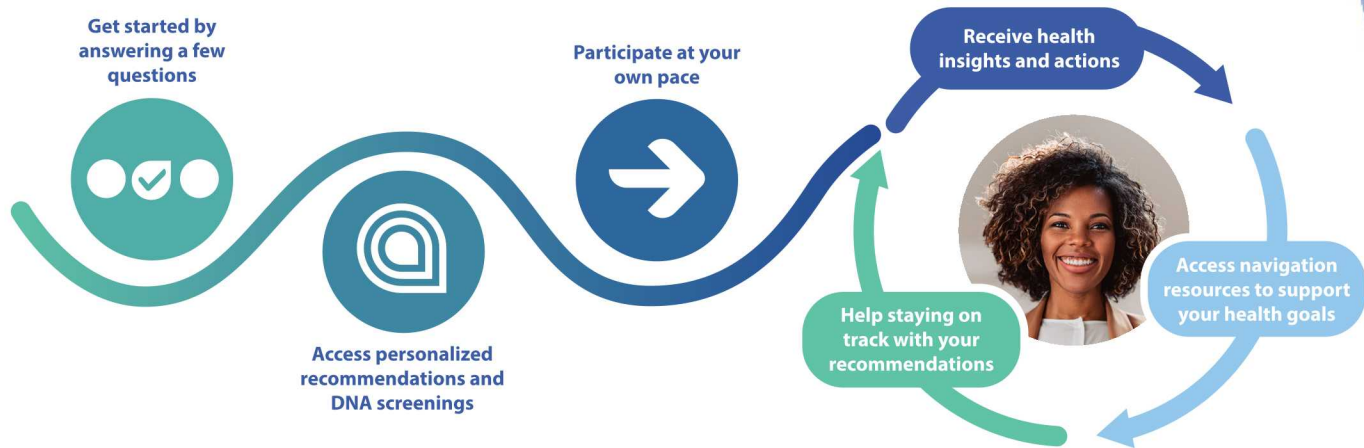 Get started by
answering a few
questions
Access personalized
recommendations and
DNA screenings
Participate at your
own pace
Receive health
insights and actions
Access navigation
resources to support
your health goals
Help staying on
track with your
recommendations